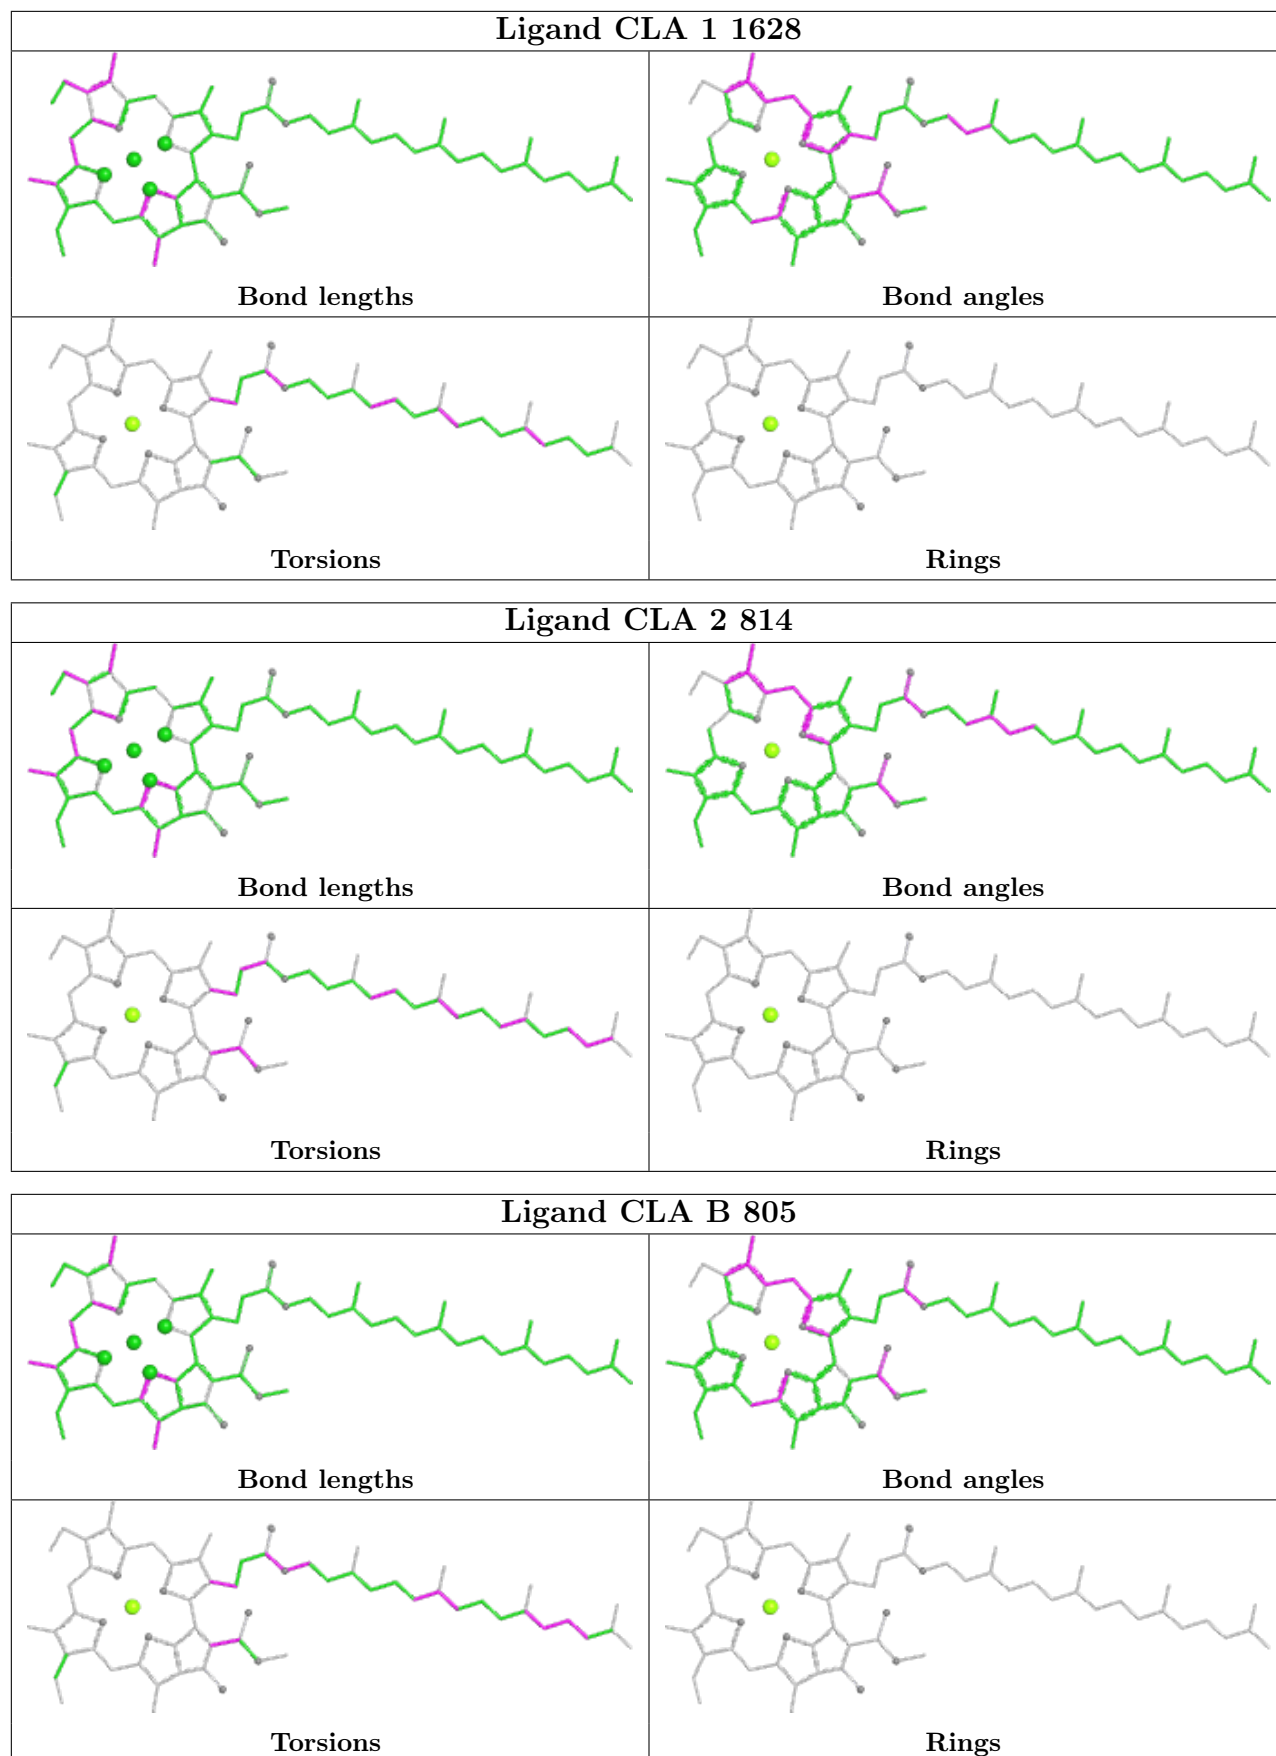 Ligand CLA 1 1628
Bond lengths
Bond angles
Torsions
Rings
Ligand CLA 2 814
Bond lengths
Bond angles
Torsions
Rings
Ligand CLA B 805
Bond lengths
Bond angles
Torsions
Rings